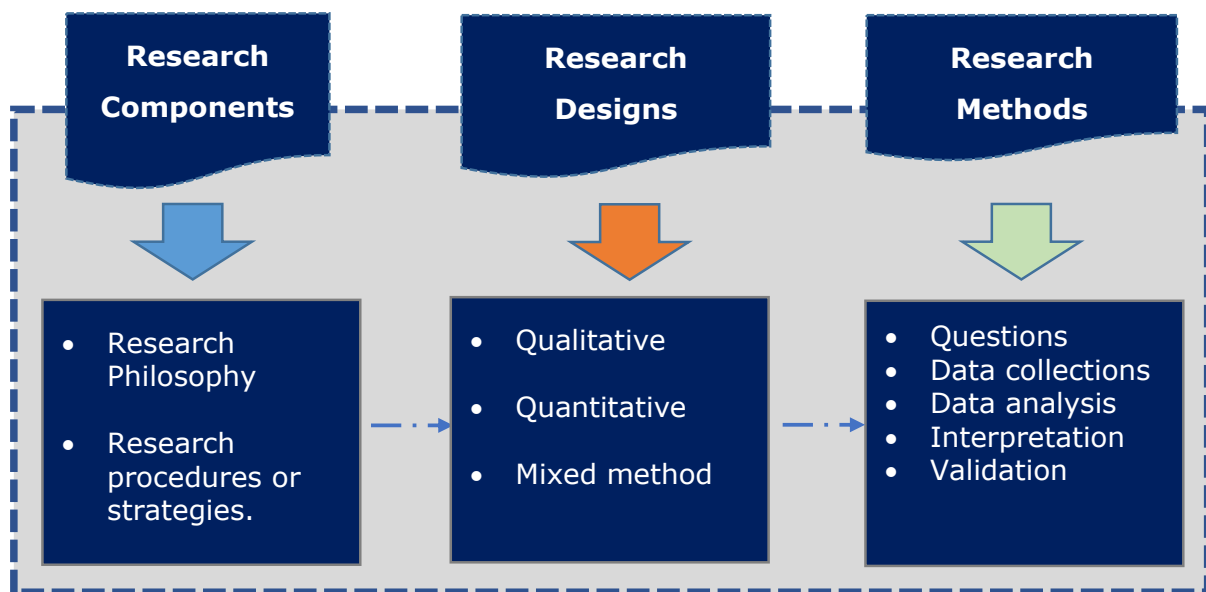 Research
Components
Research
Designs
Research
Methods
• Research
Philosophy
• Research
procedures or
strategies.
• Qualitative
• Quantitative
• Mixed method
• Questions
• Data collections
• Data analysis
• Interpretation
• Validation